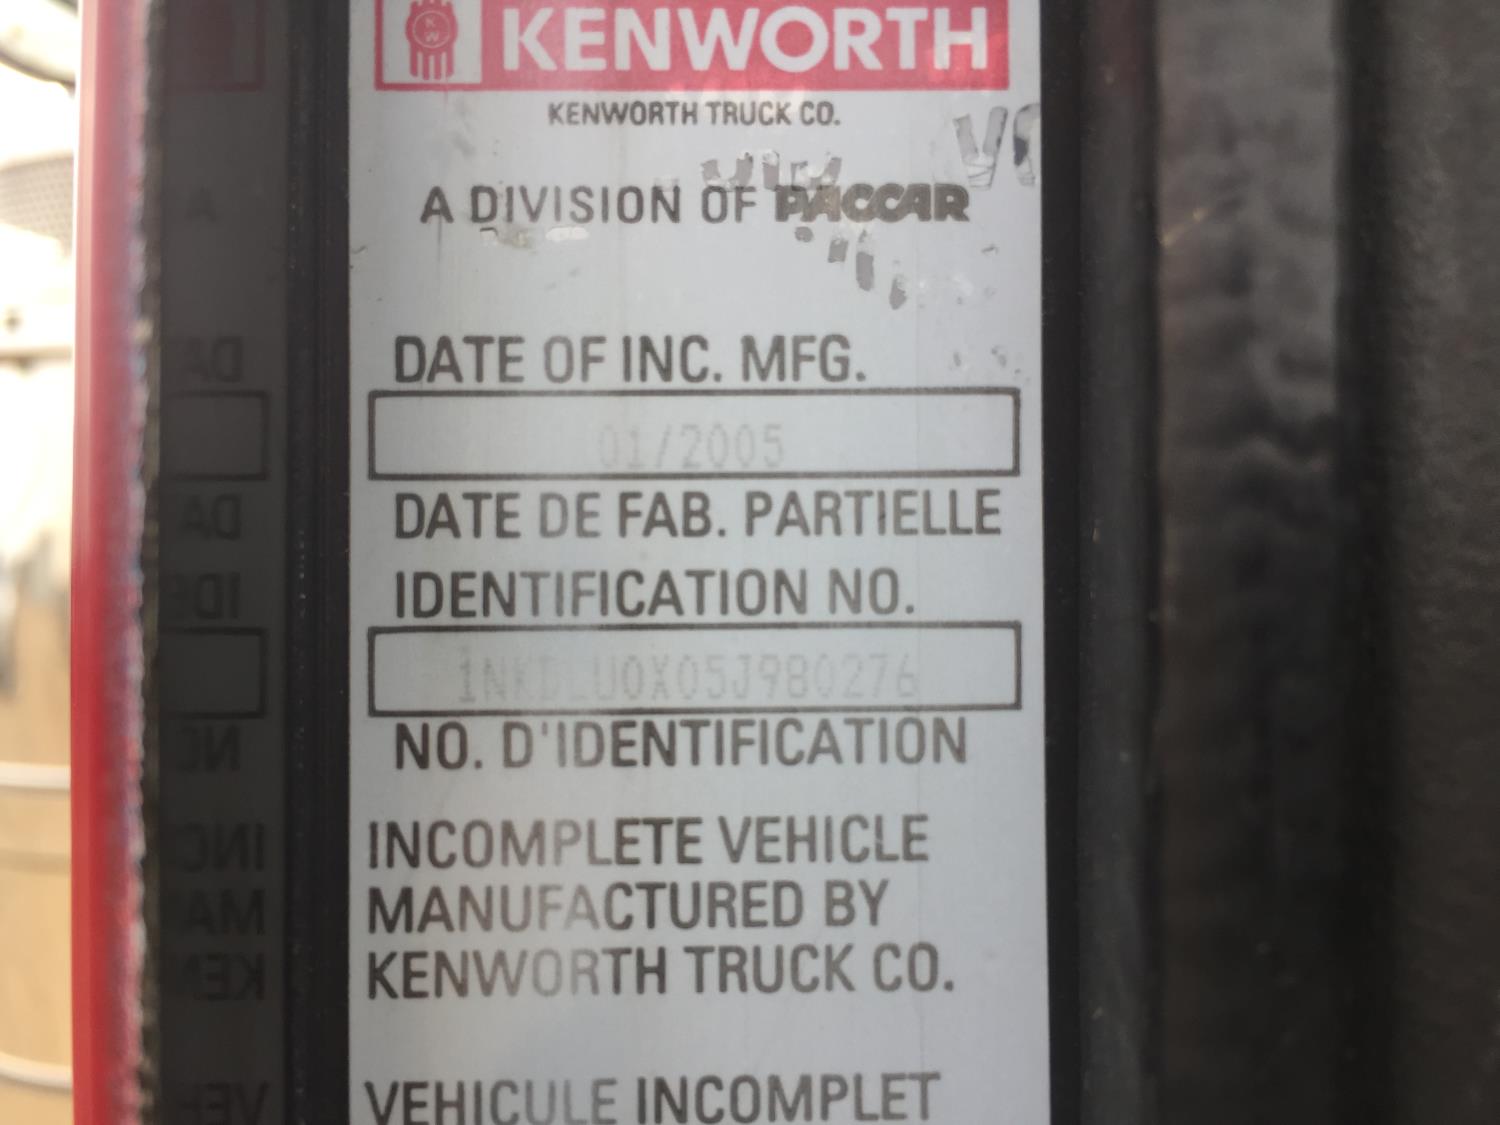 KW
KENWORTH
KENWORTH TRUCK CO.
A DIVISION OF PACCAR
DATE OF INC. MFG.
01/2005
DATE DE FAB. PARTIELLE
IDENTIFICATION NO.
1NKDLU0X05J980276
NO. D'IDENTIFICATION
INCOMPLETE VEHICLE
MANUFACTURED BY
KENWORTH TRUCK CO.
VEHICULE INCOMPLET